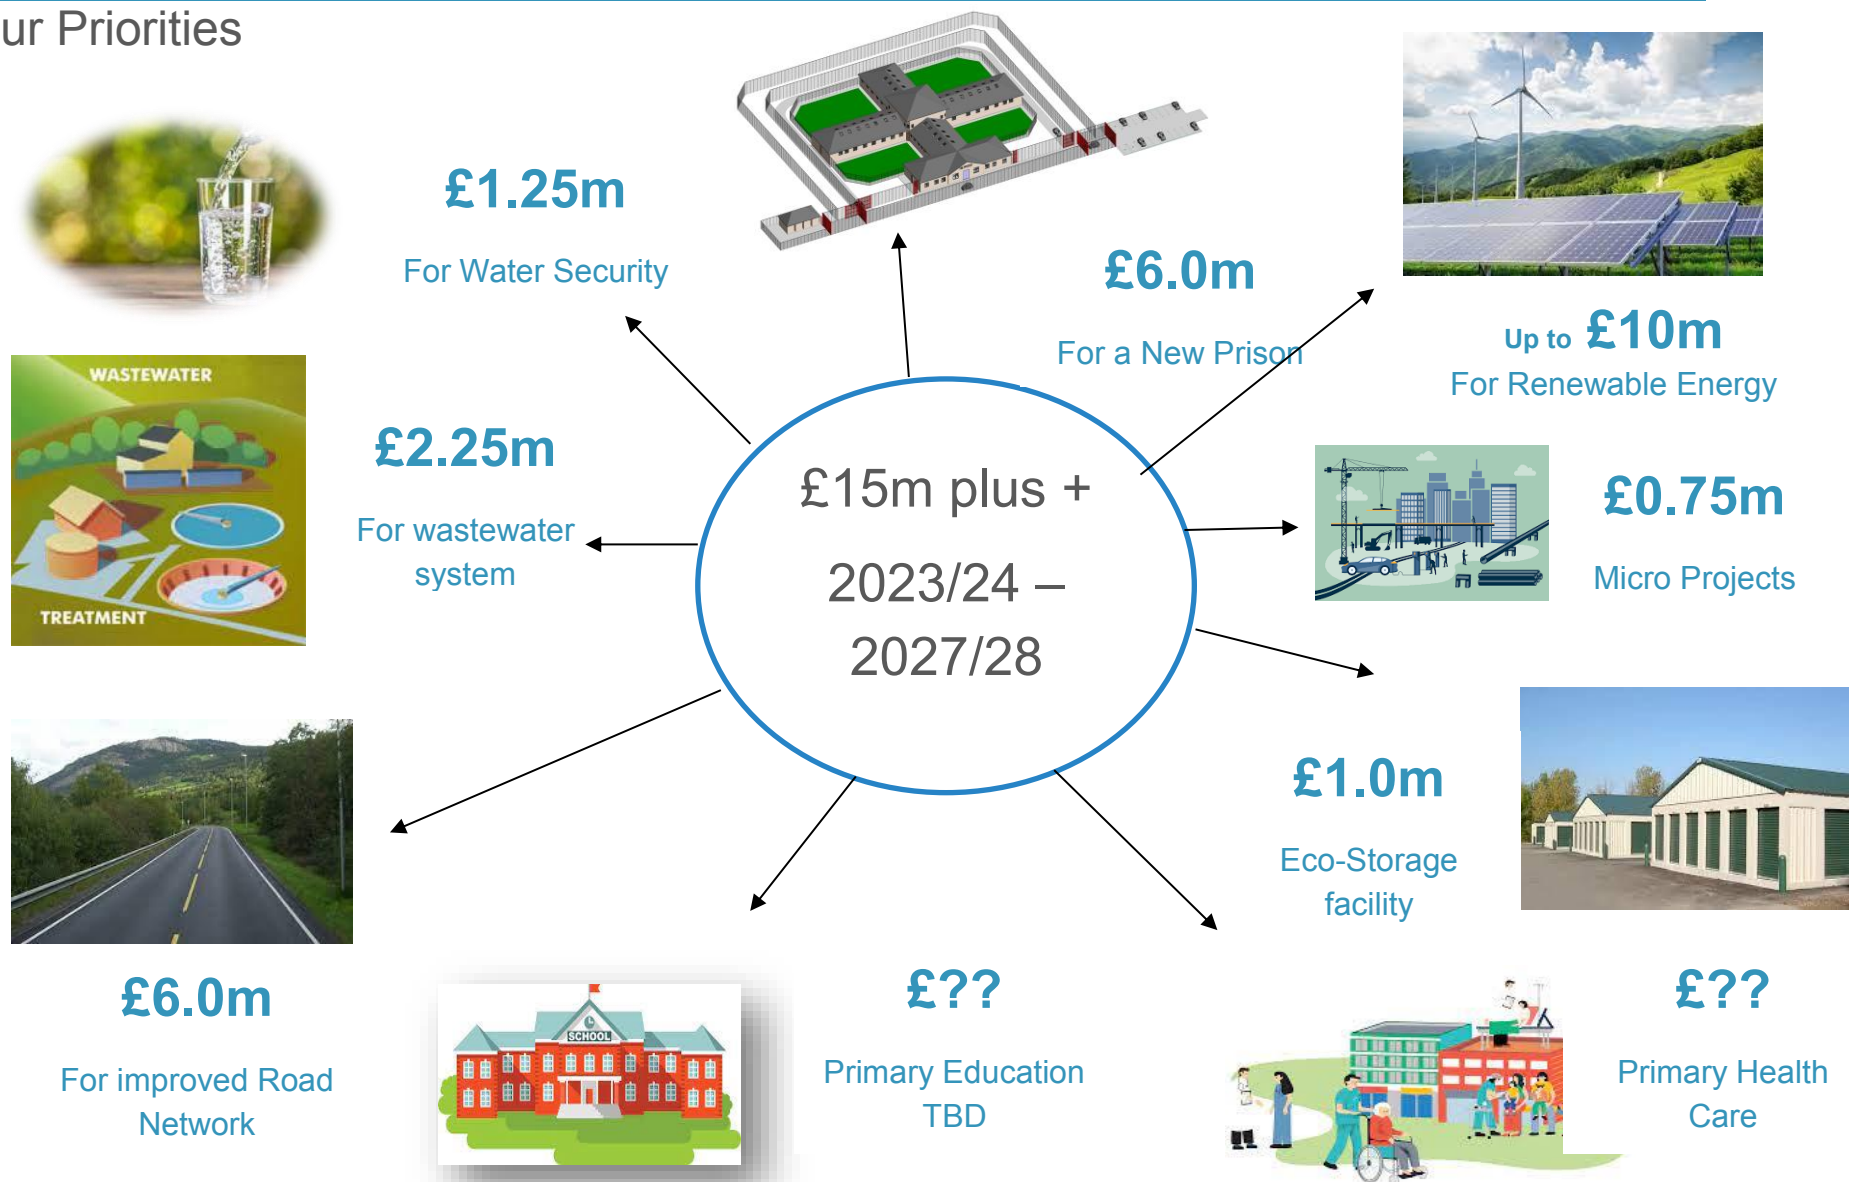 ur Priorities
£1.25m
For Water Security
£6.0m
For a New Prison
Up to £10m
For Renewable Energy
WASTEWATER
TREATMENT
£2.25m
For wastewater
system
£15m plus +
2023/24 –
2027/28
£0.75m
Micro Projects
£1.0m
Eco-Storage
facility
£6.0m
For improved Road
Network
SCHOOL
£??
Primary Education
TBD
£??
Primary Health
Care